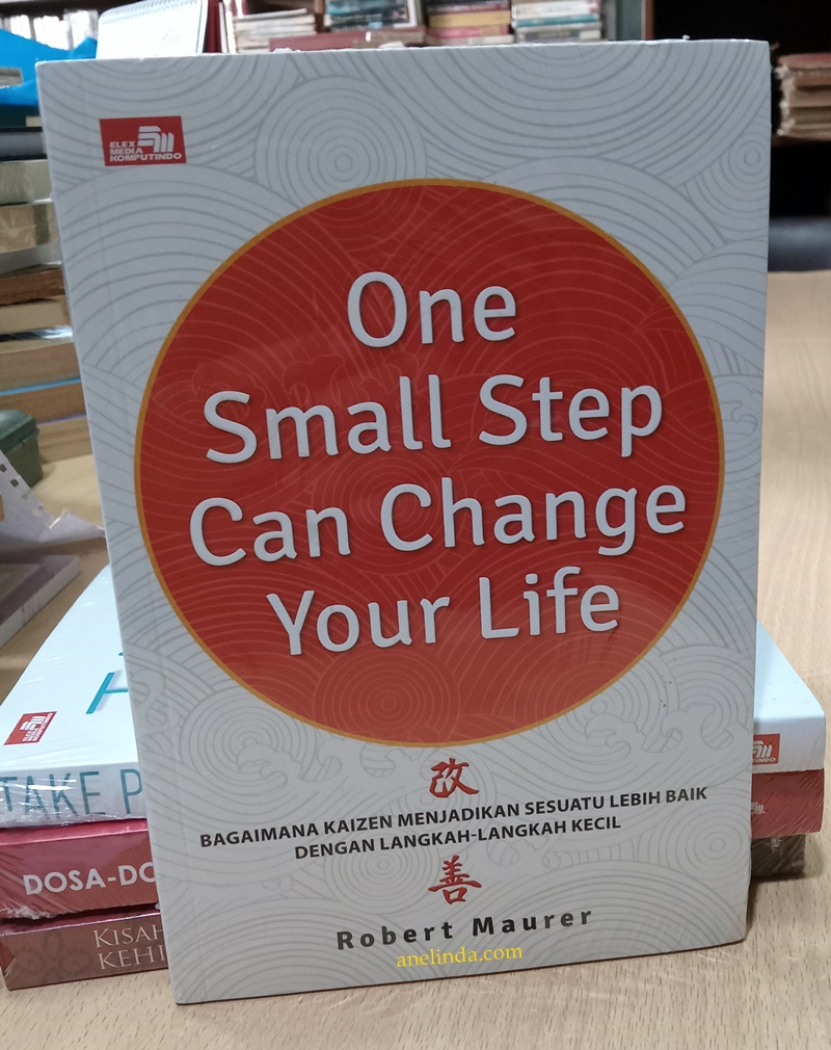 ELEX
MEDIA
KOMPUTINDO
One
Small Step
Can Change
Your Life
改
BAGAIMANA KAIZEN MENJADIKAN SESUATU LEBIH BAIK
DENGAN LANGKAH-LANGKAH KECIL
善
Robert Maurer
anelinda.com
TAKE P
DOSA-DO
KISAH
KEHI